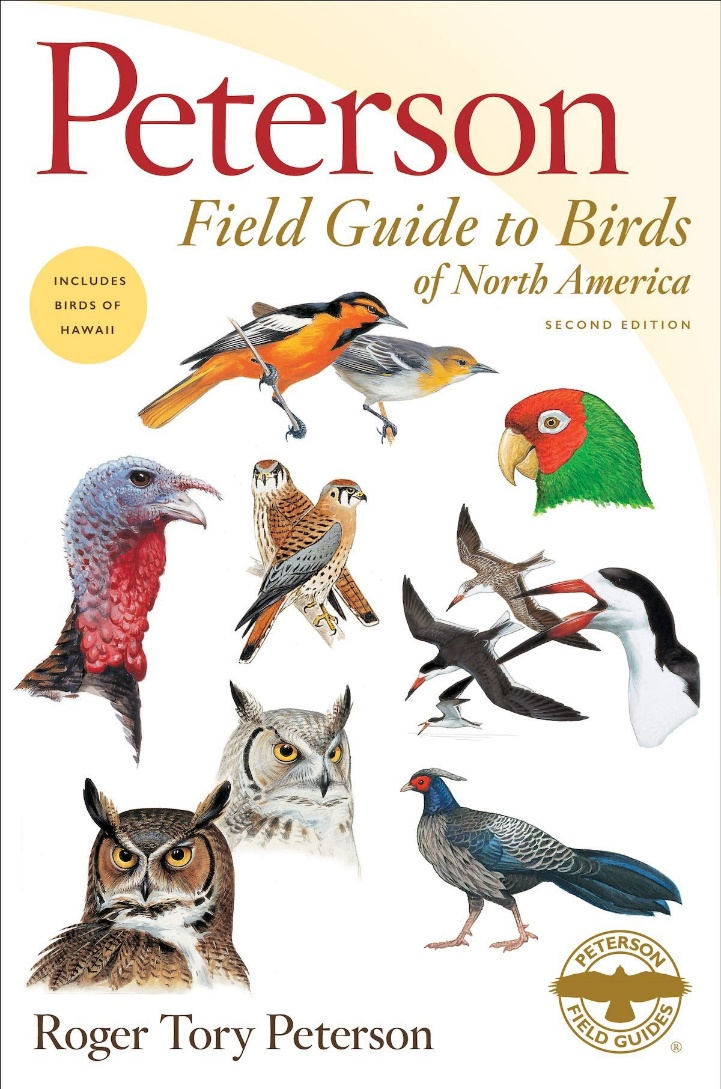 Peterson
Field Guide to Birds
of North America
SECOND EDITION
INCLUDES
BIRDS OF
HAWAII
Roger Tory Peterson
PETERSON
FIELD GUIDES
®